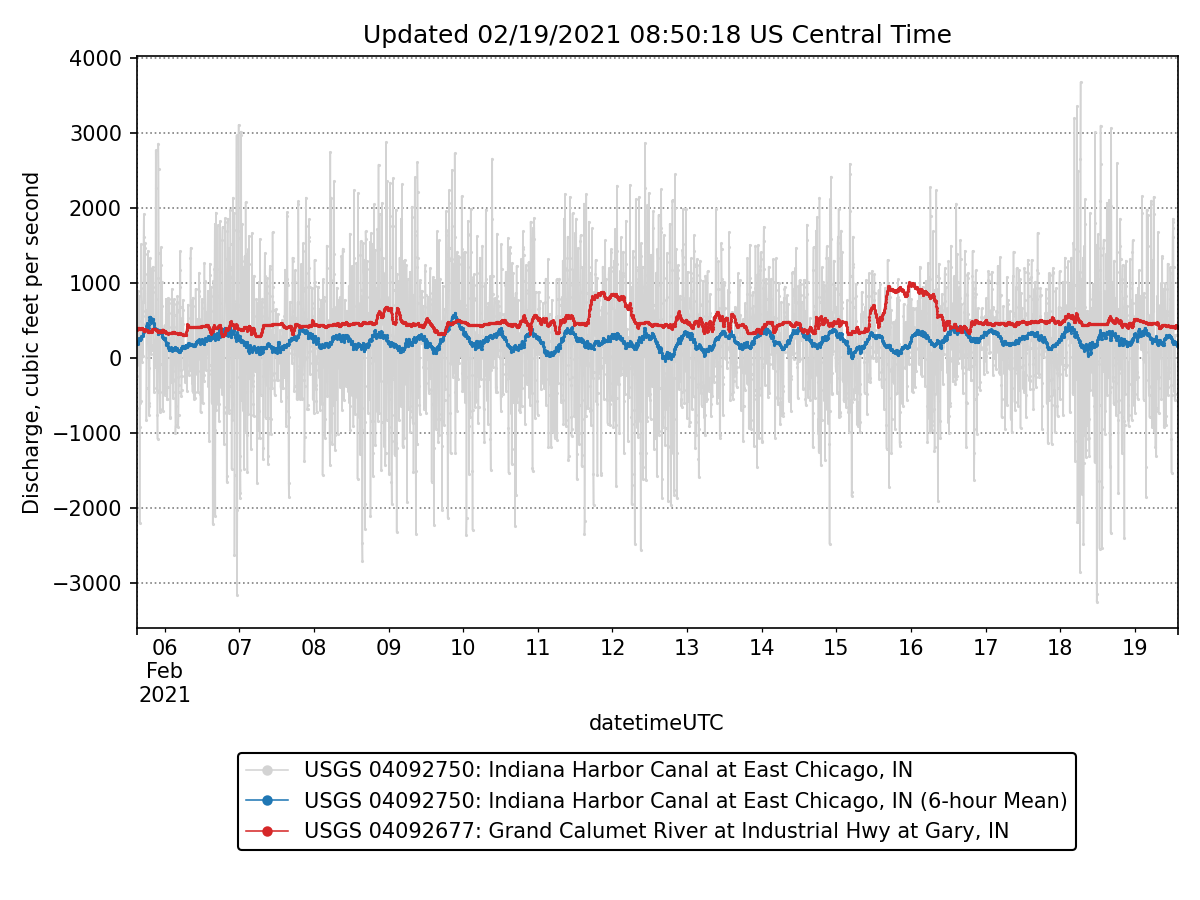 Updated 02/19/2021 08:50:18 US Central Time
4000
3000
2000
1000
0
−1000
−2000
−3000
Discharge, cubic feet per second
06 07 08 09 10 11 12 13 14 15 16 17 18 19
Feb
2021
datetimeUTC
USGS 04092750: Indiana Harbor Canal at East Chicago, IN
USGS 04092750: Indiana Harbor Canal at East Chicago, IN (6-hour Mean)
USGS 04092677: Grand Calumet River at Industrial Hwy at Gary, IN